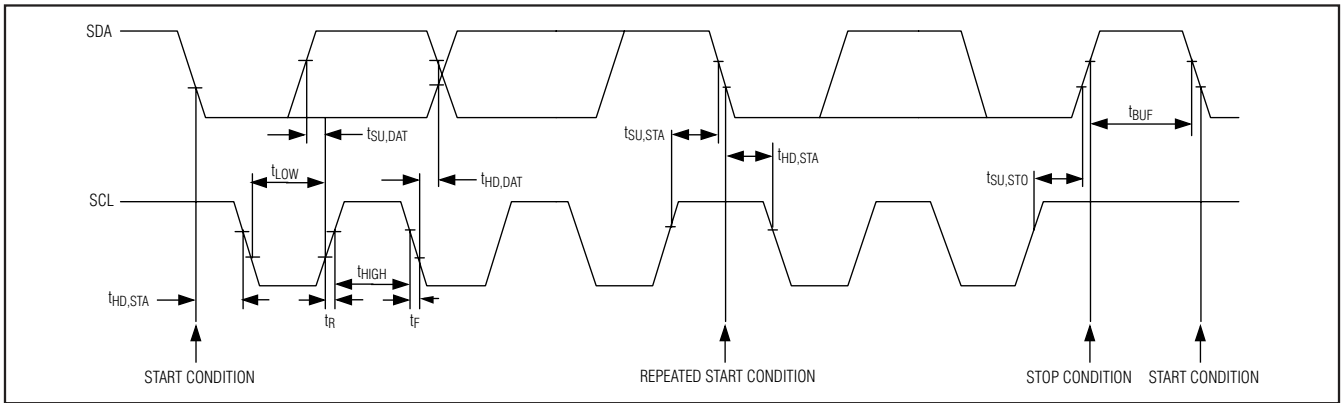 SDA
tSU,DAT
tSU,STA
tBUF
tHD,STA
tLOW
tHD,DAT
tSU,STO
SCL
tHIGH
tHD,STA
tR
tF
START CONDITION
REPEATED START CONDITION
STOP CONDITION
START CONDITION